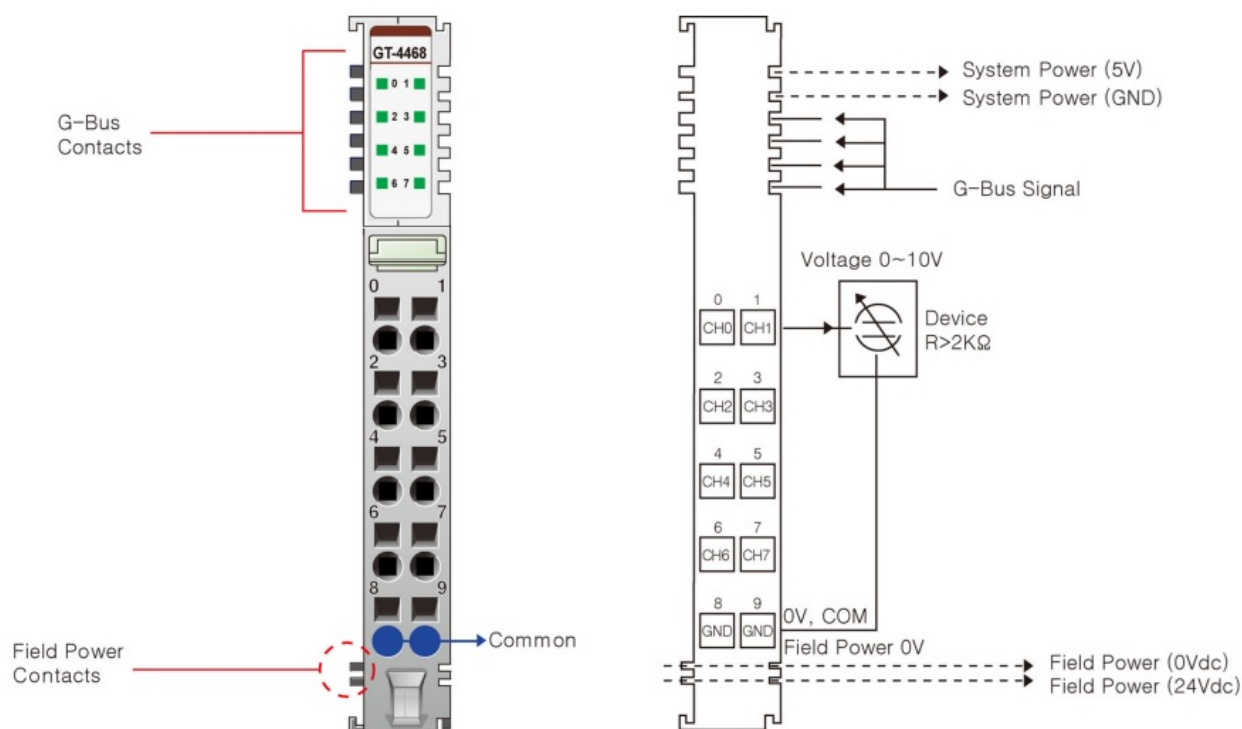 GT-4468
0 1
2 3
4 5
6 7
G-Bus
Contacts
0 1
2 3
4 5
6 7
8 9
Common
Field Power
Contacts
System Power (5V)
System Power (GND)
G-Bus Signal
Voltage 0~10V
Device
R>2KΩ
0 1
CH0 CH1
2 3
CH2 CH3
4 5
CH4 CH5
6 7
CH6 CH7
8 9
GND GND
0V, COM
Field Power 0V
Field Power (0Vdc)
Field Power (24Vdc)